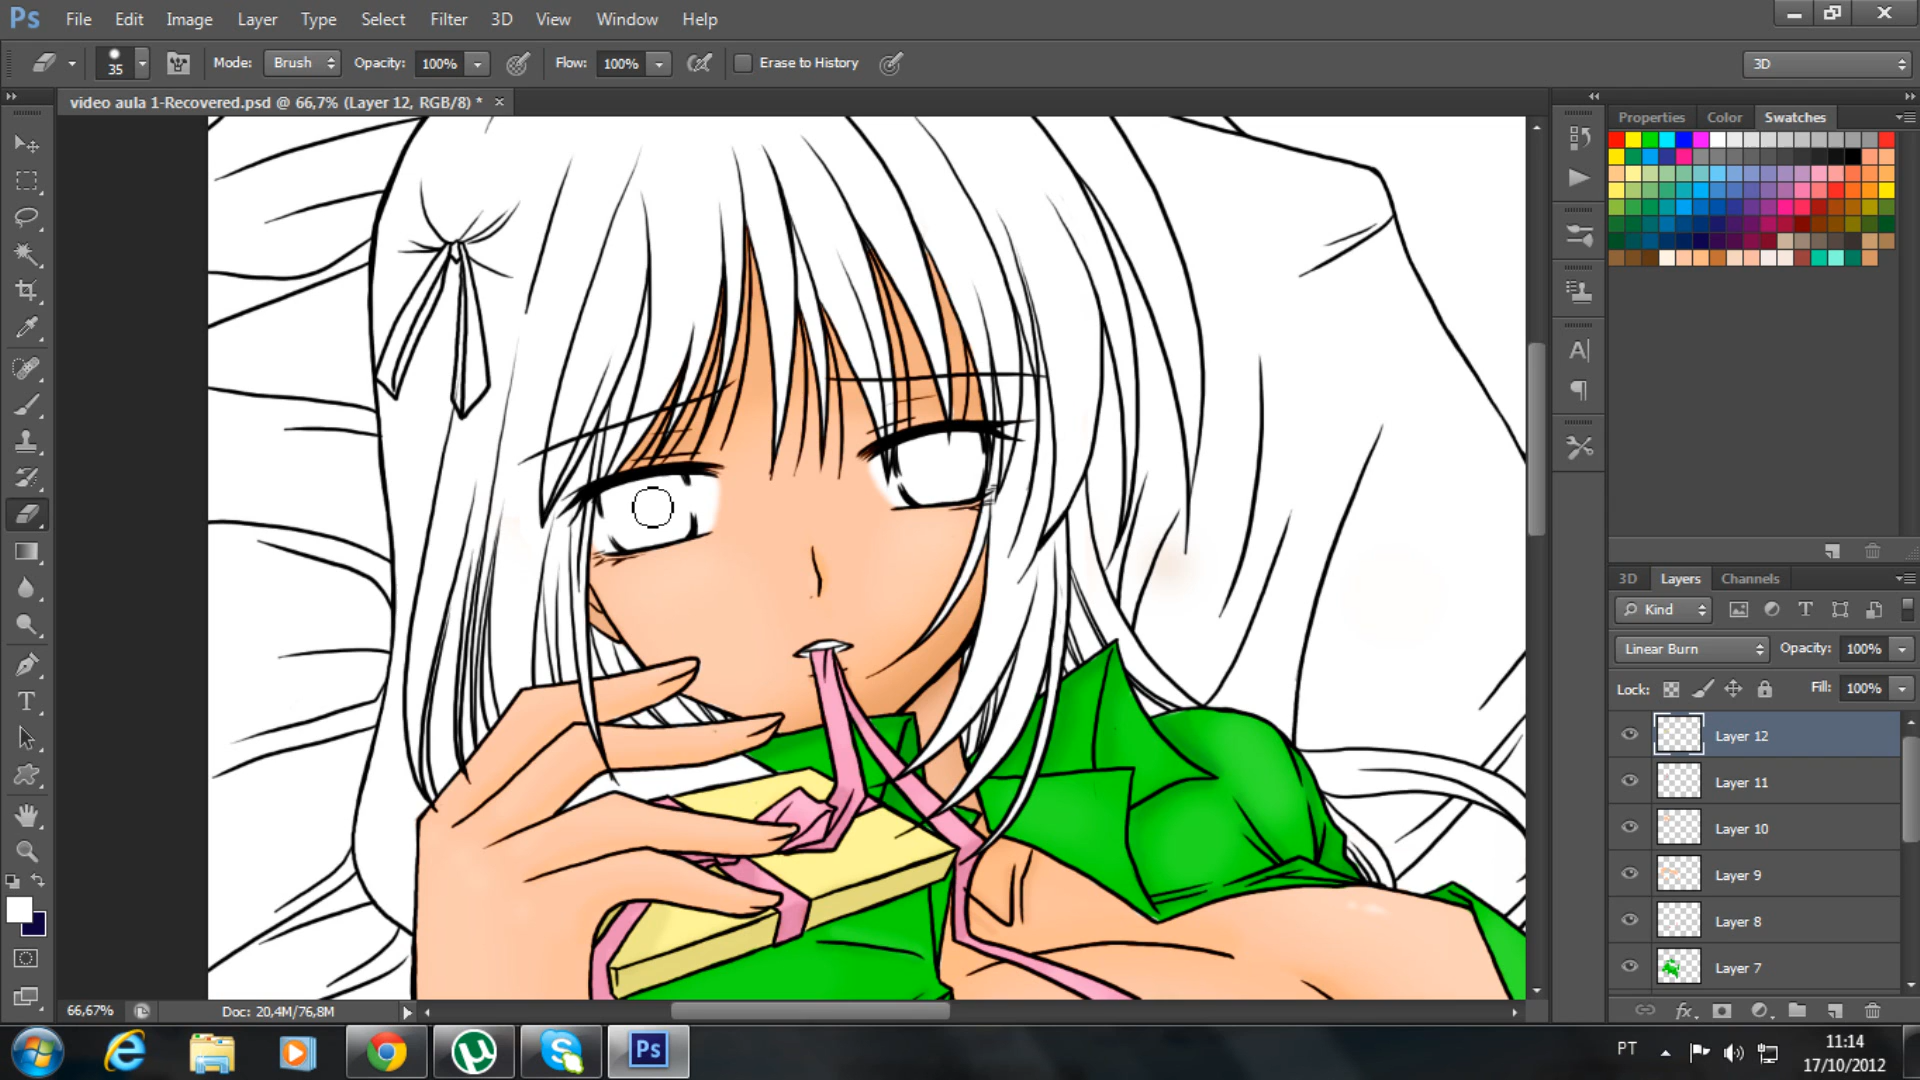 Ps File Edit Image Layer Type Select Filter 3D View Window Help
35 Mode: Brush Opacity: 100% Flow: 100% Erase to History 3D
video aula 1-Recovered.psd @ 66,7% (Layer 12, RGB/8) *
Properties Color Swatches
3D Layers Channels
Kind
Linear Burn Opacity: 100%
Lock: Fill: 100%
Layer 12
Layer 11
Layer 10
Layer 9
Layer 8
Layer 7
66,67% Doc: 20,4M/76,8M
fx
Ps
PT
11:14
17/10/2012